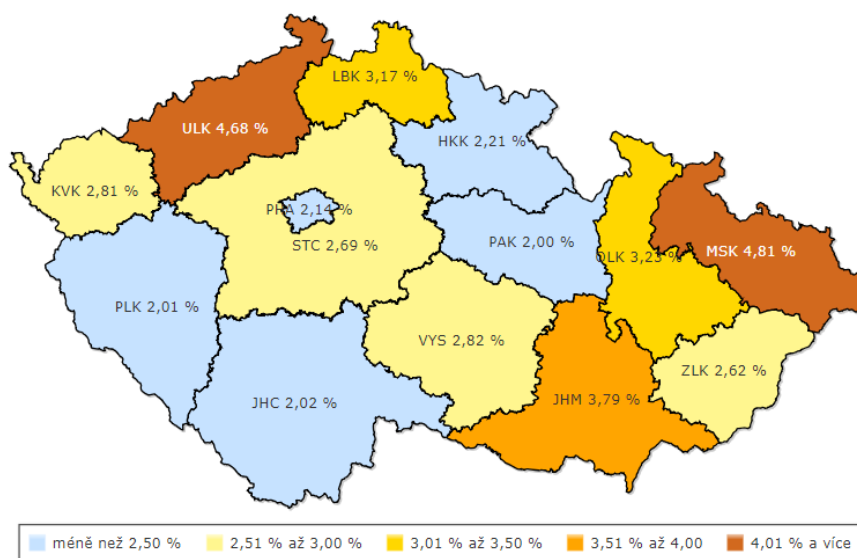 LBK 3,17 %
ULK 4,68 %
HKK 2,21 %
KVK 2,81 %
PHA 2,14 %
STC 2,69 %
PAK 2,00 %
OLK 3,23 %
MSK 4,81 %
PLK 2,01 %
VYS 2,82 %
ZLK 2,62 %
JHC 2,02 %
JHM 3,79 %
méně než 2,50 % 2,51 % až 3,00 % 3,01 % až 3,50 % 3,51 % až 4,00 4,01 % a více